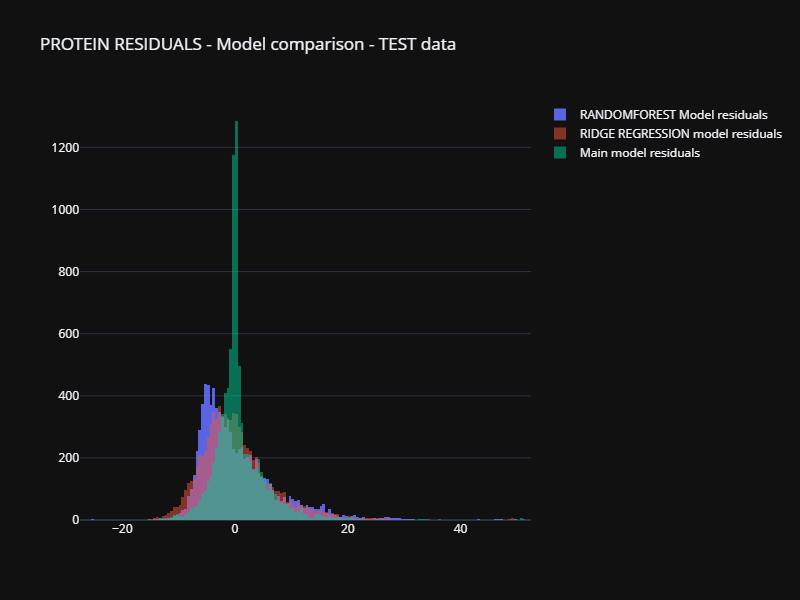 PROTEIN RESIDUALS - Model comparison - TEST data
RANDOMFOREST Model residuals
RIDGE REGRESSION model residuals
Main model residuals
1200
1000
800
600
400
200
0
−20
0
20
40